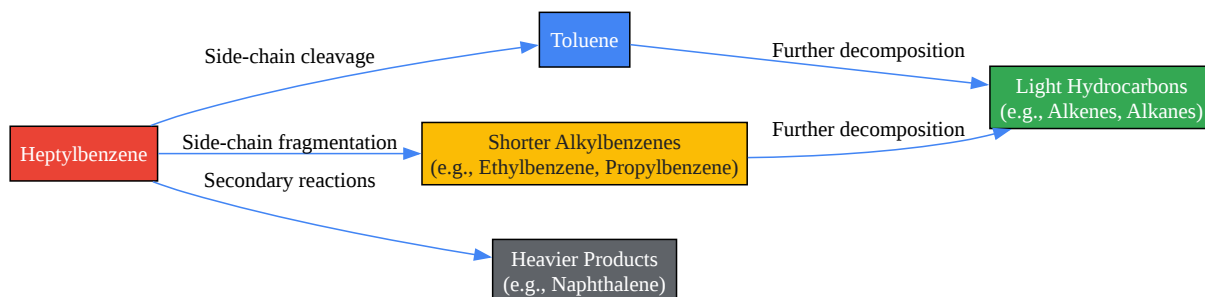 Toluene
Side-chain cleavage
Further decomposition
Light Hydrocarbons
(e.g., Alkenes, Alkanes)
Heptylbenzene
Side-chain fragmentation
Shorter Alkylbenzenes
(e.g., Ethylbenzene, Propylbenzene)
Further decomposition
Secondary reactions
Heavier Products
(e.g., Naphthalene)